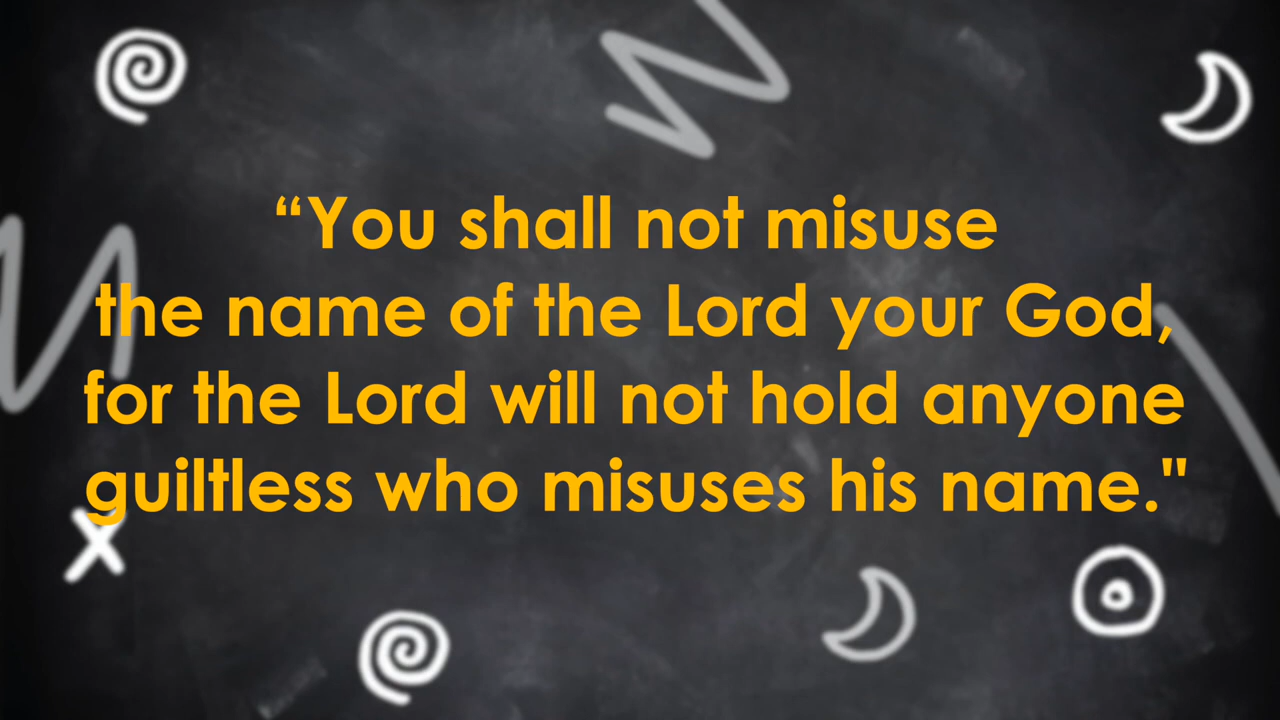 “You shall not misuse
the name of the Lord your God,
for the Lord will not hold anyone
guiltless who misuses his name."